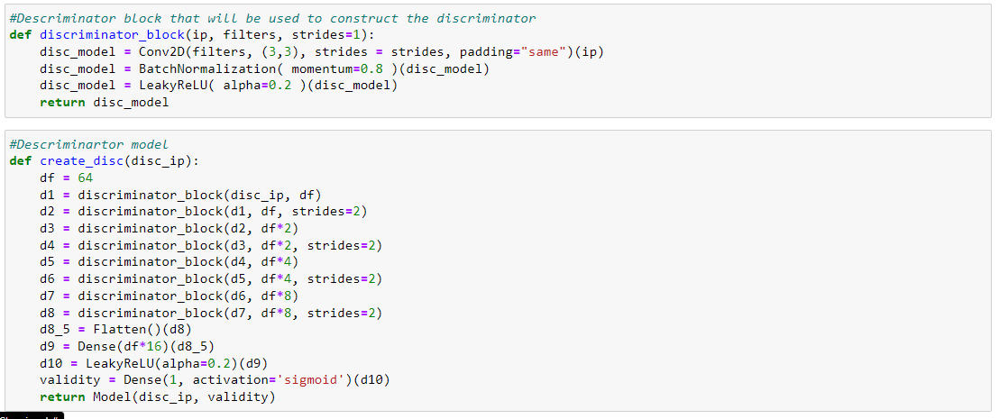 #Descriminator block that will be used to construct the discriminator
def discriminator_block(ip, filters, strides=1):
    disc_model = Conv2D(filters, (3,3), strides = strides, padding="same")(ip)
    disc_model = BatchNormalization( momentum=0.8 )(disc_model)
    disc_model = LeakyReLU( alpha=0.2 )(disc_model)
    return disc_model
#Descriminartor model
def create_disc(disc_ip):
    df = 64
    d1 = discriminator_block(disc_ip, df)
    d2 = discriminator_block(d1, df, strides=2)
    d3 = discriminator_block(d2, df*2)
    d4 = discriminator_block(d3, df*2, strides=2)
    d5 = discriminator_block(d4, df*4)
    d6 = discriminator_block(d5, df*4, strides=2)
    d7 = discriminator_block(d6, df*8)
    d8 = discriminator_block(d7, df*8, strides=2)
    d8_5 = Flatten()(d8)
    d9 = Dense(df*16)(d8_5)
    d10 = LeakyReLU(alpha=0.2)(d9)
    validity = Dense(1, activation='sigmoid')(d10)
    return Model(disc_ip, validity)